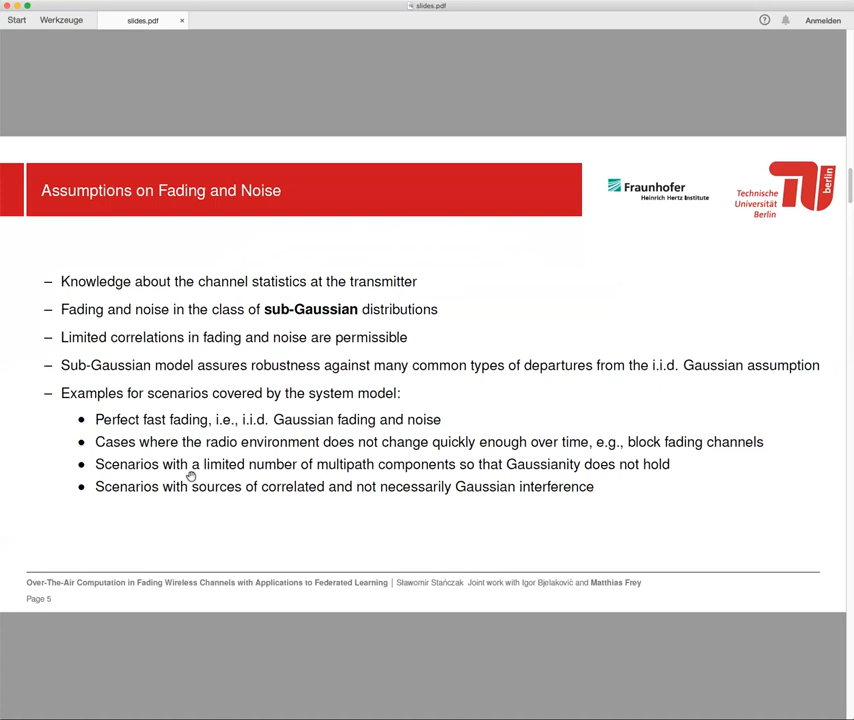 slides.pdf
Start Werkzeuge slides.pdf × ? Anmelden
Assumptions on Fading and Noise
Fraunhofer
Heinrich Hertz Institute
Technische
Universität
Berlin
berlin
– Knowledge about the channel statistics at the transmitter
– Fading and noise in the class of sub-Gaussian distributions
– Limited correlations in fading and noise are permissible
– Sub-Gaussian model assures robustness against many common types of departures from the i.i.d. Gaussian assumption
– Examples for scenarios covered by the system model:
• Perfect fast fading, i.e., i.i.d. Gaussian fading and noise
• Cases where the radio environment does not change quickly enough over time, e.g., block fading channels
• Scenarios with a limited number of multipath components so that Gaussianity does not hold
• Scenarios with sources of correlated and not necessarily Gaussian interference
Over-The-Air Computation in Fading Wireless Channels with Applications to Federated Learning | Sławomir Stańczak Joint work with Igor Bjelaković and Matthias Frey
Page 5